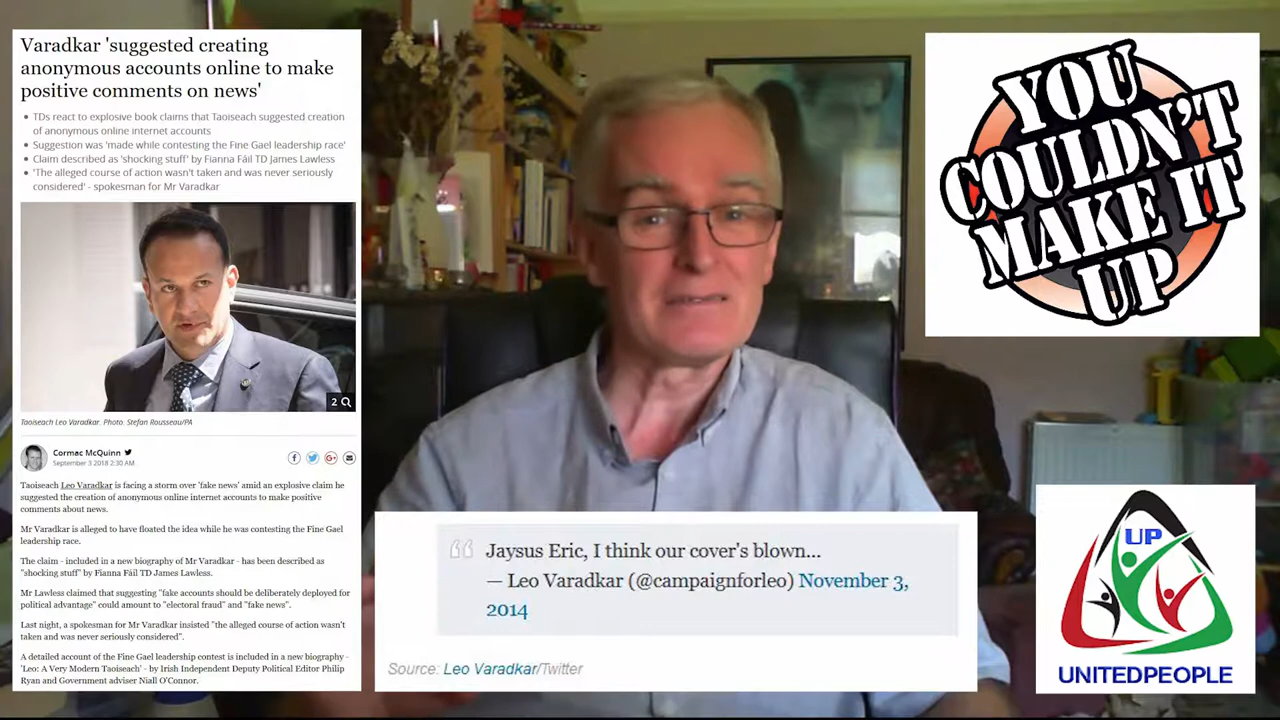 Varadkar 'suggested creating
anonymous accounts online to make
positive comments on news'
TDs react to explosive book claims that Taoiseach suggested creation
of anonymous online internet accounts
Suggestion was 'made while contesting the Fine Gael leadership race'
Claim described as 'shocking stuff' by Fianna Fáil TD James Lawless
'The alleged course of action wasn't taken and was never seriously
considered' - spokesman for Mr Varadkar
2
Taoiseach Leo Varadkar. Photo: Stefan Rousseau/PA
Cormac McQuinn
September 3 2018 2:30 AM
Taoiseach Leo Varadkar is facing a storm over 'fake news' amid an explosive claim he
suggested the creation of anonymous online internet accounts to make positive
comments about news.
Mr Varadkar is alleged to have floated the idea while he was contesting the Fine Gael
leadership race.
The claim - included in a new biography of Mr Varadkar - has been described as
"shocking stuff" by Fianna Fáil TD James Lawless.
Mr Lawless claimed that suggesting "fake accounts should be deliberately deployed for
political advantage" could amount to "electoral fraud" and "fake news".
Last night, a spokesman for Mr Varadkar insisted "the alleged course of action wasn't
taken and was never seriously considered".
A detailed account of the Fine Gael leadership contest is included in a new biography -
'Leo: A Very Modern Taoiseach' - by Irish Independent Deputy Political Editor Philip
Ryan and Government adviser Niall O'Connor.
Jaysus Eric, I think our cover's blown...
— Leo Varadkar (@campaignforleo) November 3,
2014
Source: Leo Varadkar/Twitter
YOU
COULDN'T
MAKE IT
UP
UP
UNITEDPEOPLE